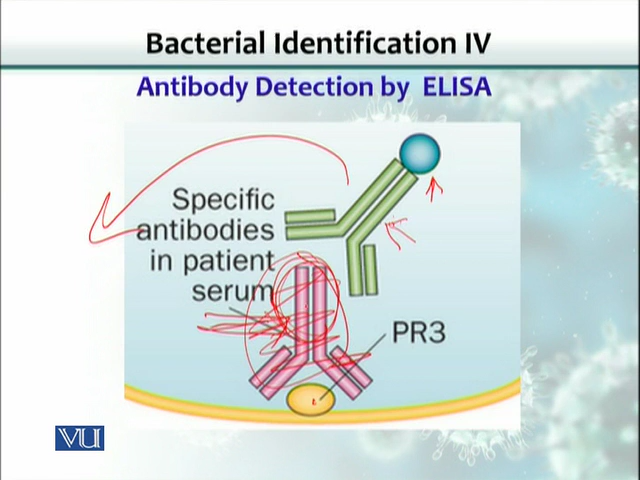 Bacterial Identification IV
Antibody Detection by ELISA
Specific
antibodies
in patient
serum
PR3
VU